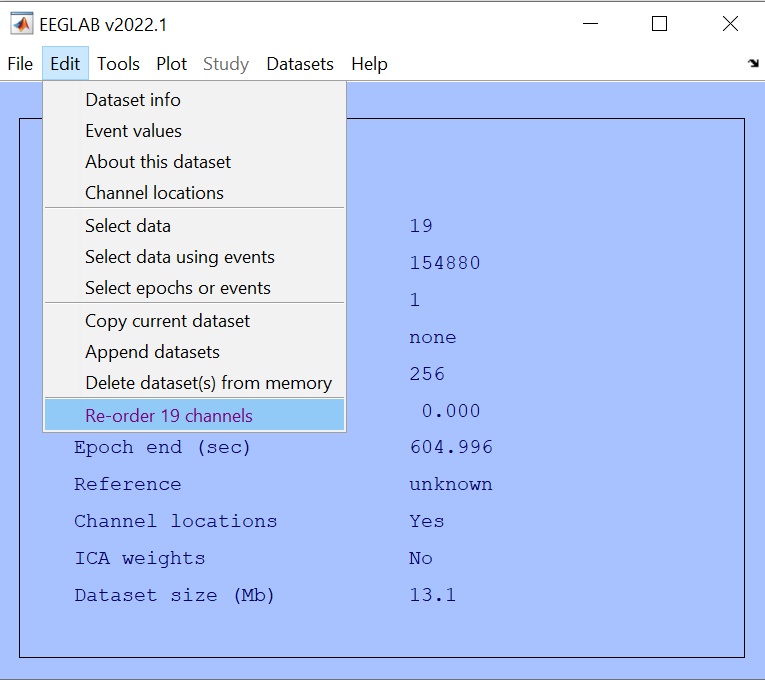 EEGLAB v2022.1
File Edit Tools Plot Study Datasets Help
Dataset info
Event values
About this dataset
Channel locations
Select data 19
Select data using events 154880
Select epochs or events 1
Copy current dataset none
Append datasets 256
Delete dataset(s) from memory
Re-order 19 channels 0.000
Epoch end (sec) 604.996
Reference unknown
Channel locations Yes
ICA weights No
Dataset size (Mb) 13.1